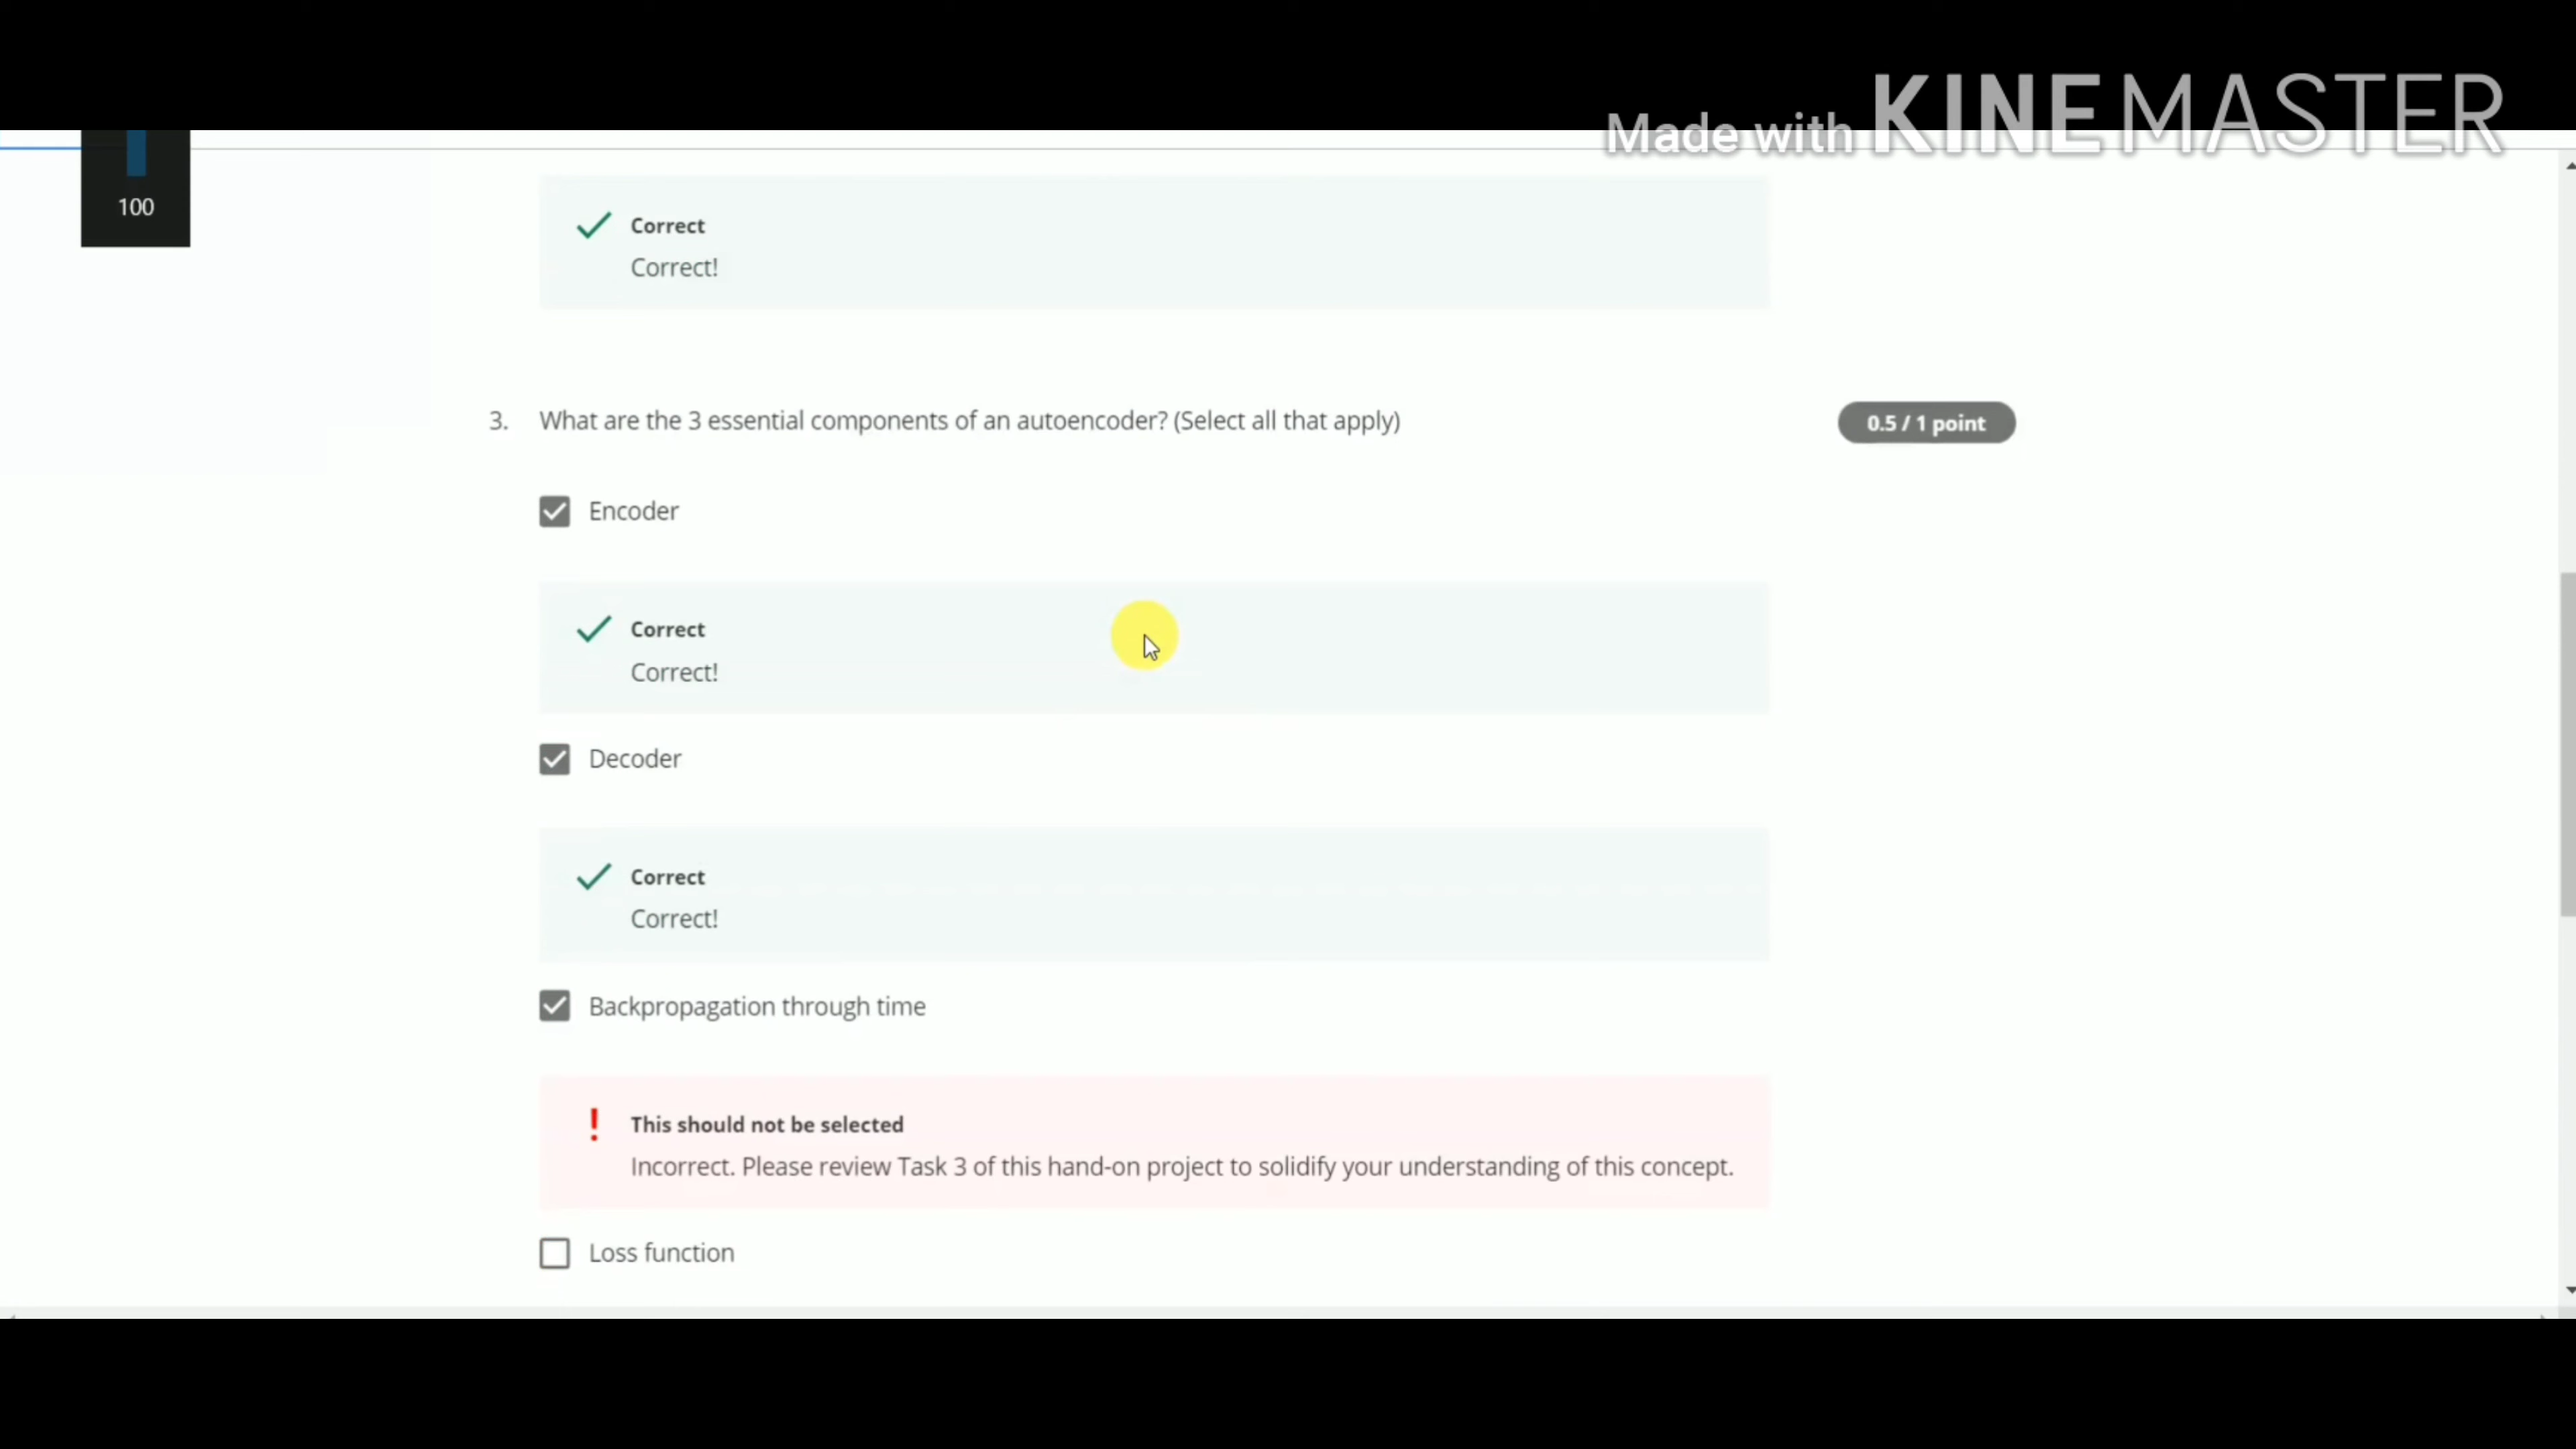 Made with KINEMASTER
100
Correct
Correct!
3. What are the 3 essential components of an autoencoder? (Select all that apply)
0.5 / 1 point
Encoder
Correct
Correct!
Decoder
Correct
Correct!
Backpropagation through time
! This should not be selected
Incorrect. Please review Task 3 of this hand-on project to solidify your understanding of this concept.
Loss function